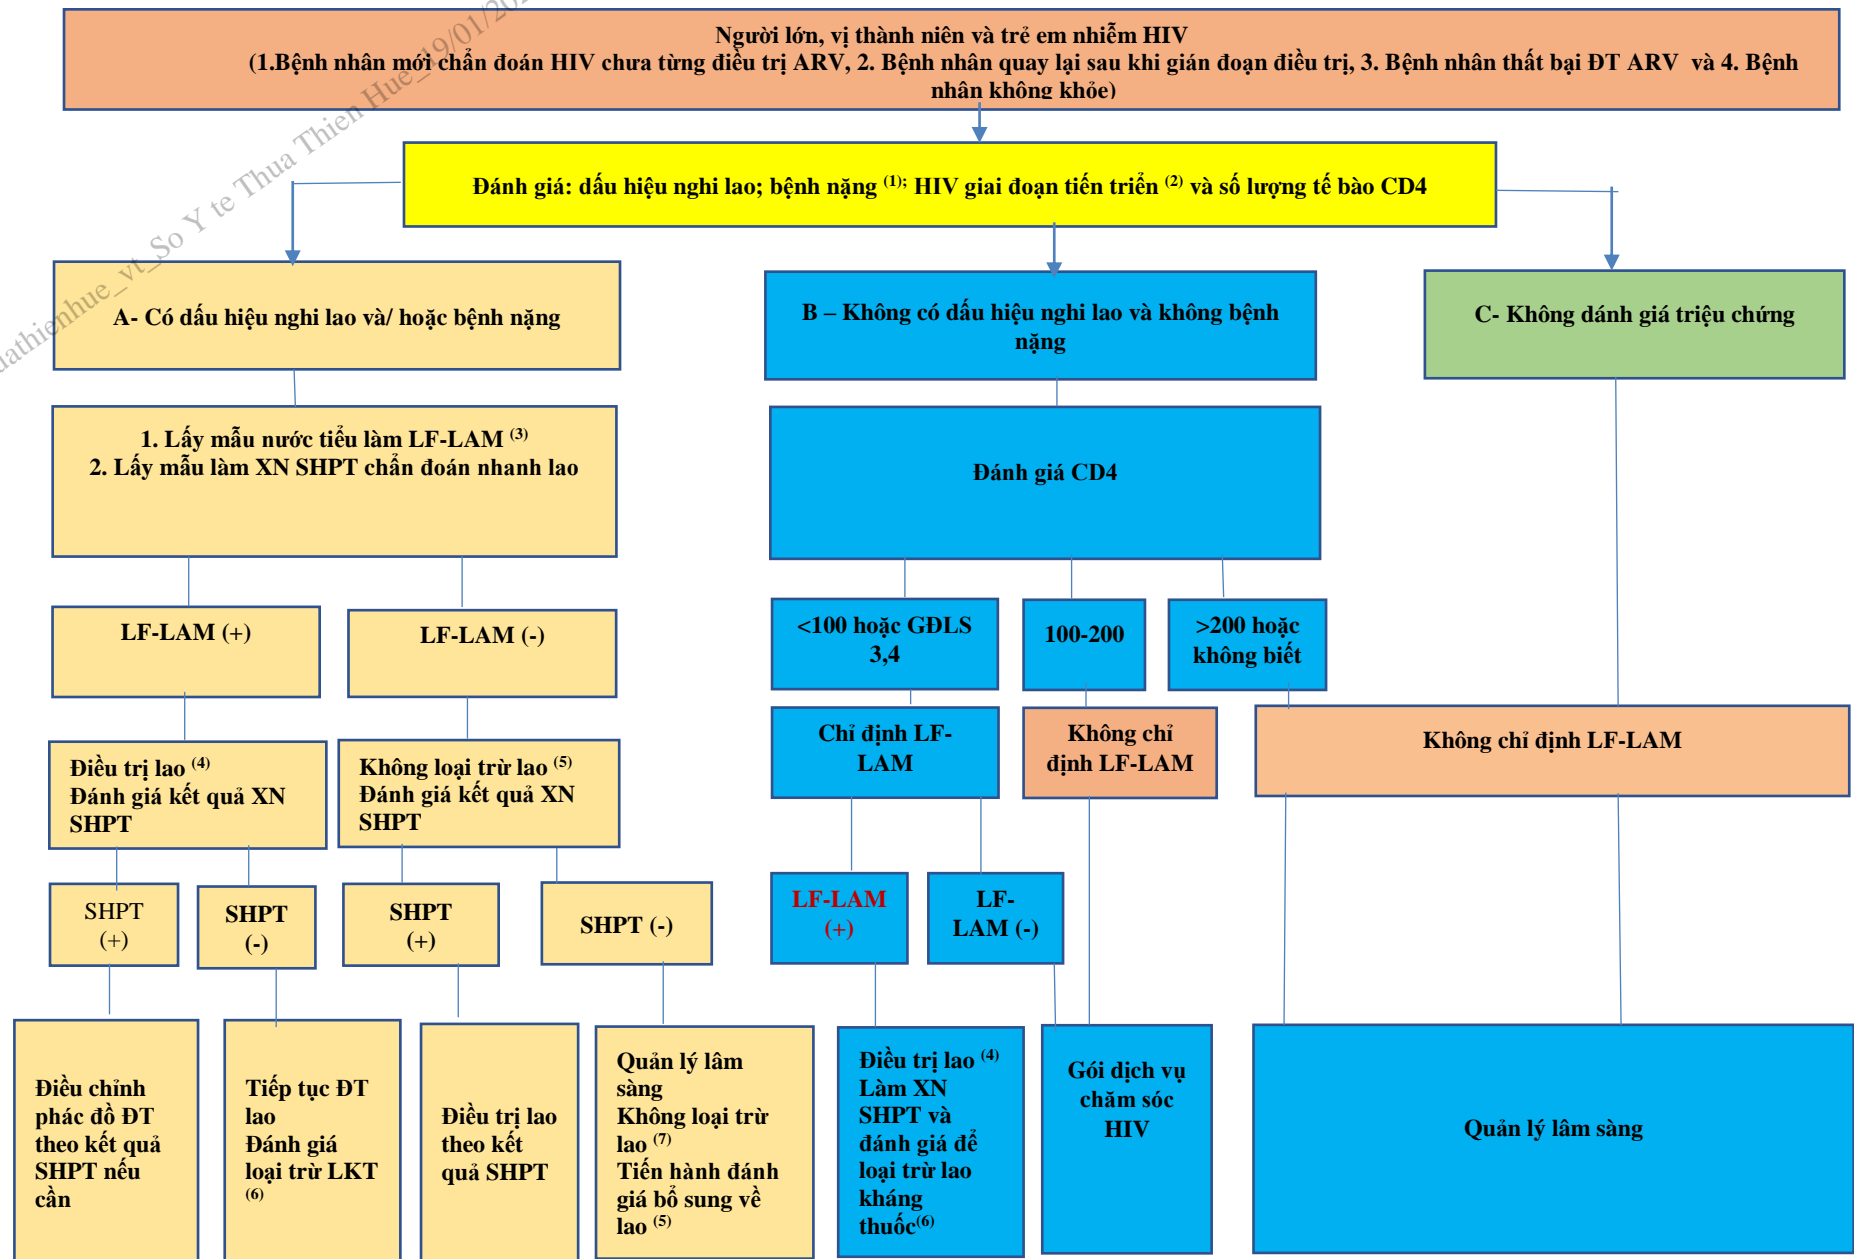 Người lớn, vị thành niên và trẻ em nhiễm HIV
(1.Bệnh nhân mới chẩn đoán HIV chưa từng điều trị ARV, 2. Bệnh nhân quay lại sau khi gián đoạn điều trị, 3. Bệnh nhân thất bại ĐT ARV và 4. Bệnh
nhân không khỏe)
Đánh giá: dấu hiệu nghi lao; bệnh nặng (1); HIV giai đoạn tiến triển (2) và số lượng tế bào CD4
A- Có dấu hiệu nghi lao và/ hoặc bệnh nặng
B – Không có dấu hiệu nghi lao và không bệnh
nặng
C- Không dánh giá triệu chứng
1. Lấy mẫu nước tiểu làm LF-LAM (3)
2. Lấy mẫu làm XN SHPT chẩn đoán nhanh lao
Đánh giá CD4
LF-LAM (+)
LF-LAM (-)
<100 hoặc GĐLS
3,4
100-200
>200 hoặc
không biết
Điều trị lao (4)
Đánh giá kết quả XN
SHPT
Không loại trừ lao (5)
Đánh giá kết quả XN
SHPT
Chỉ định LF-
LAM
Không chỉ
định LF-LAM
Không chỉ định LF-LAM
SHPT
(+)
SHPT
(-)
SHPT
(+)
SHPT (-)
LF-LAM
(+)
LF-
LAM (-)
Điều chỉnh
phác đồ ĐT
theo kết quả
SHPT nếu
cần
Tiếp tục ĐT
lao
Đánh giá
loại trừ LKT
(6)
Điều trị lao
theo kết
quả SHPT
Quản lý lâm
sàng
Không loại trừ
lao (7)
Tiến hành đánh
giá bổ sung về
lao (5)
Điều trị lao (4)
Làm XN
SHPT và
đánh giá để
loại trừ lao
kháng
thuốc(6)
Gói dịch vụ
chăm sóc
HIV
Quản lý lâm sàng
dathienhue_vt_So Y te Thua Thien Hue_19/01/20